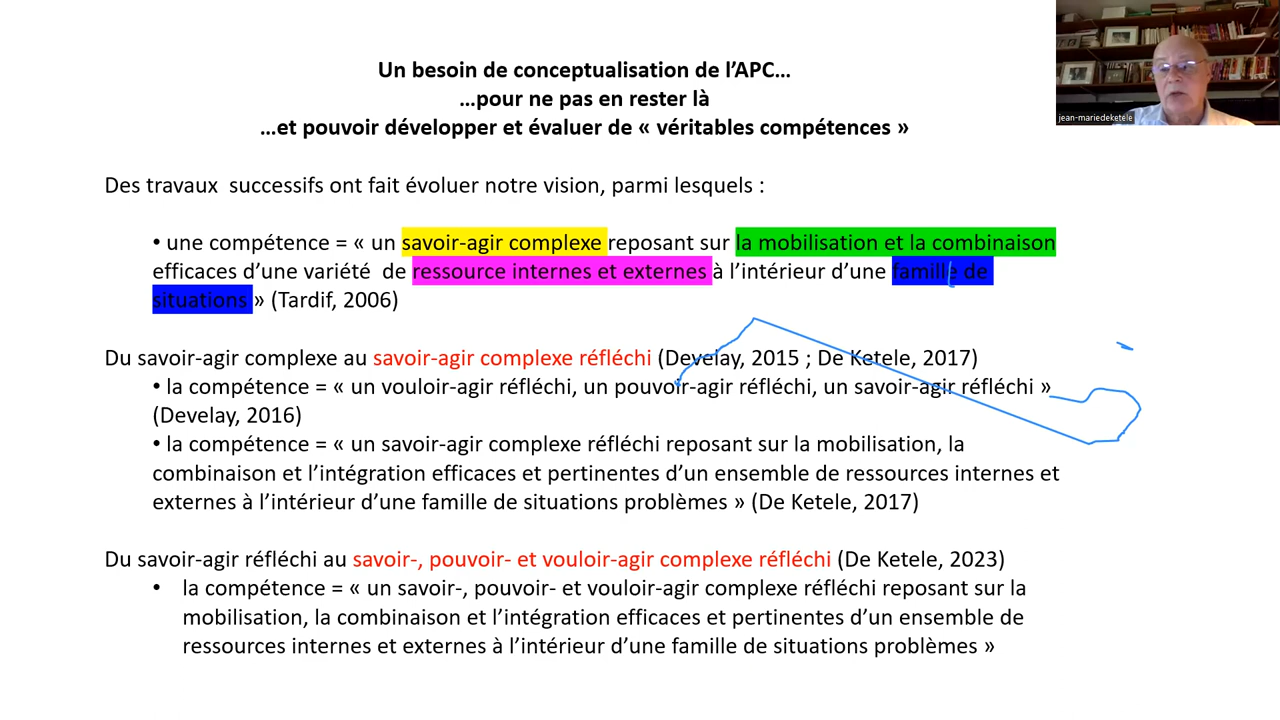 Un besoin de conceptualisation de l’APC…
…pour ne pas en rester là
…et pouvoir développer et évaluer de « véritables compétences »
jean-mariedeketele
Des travaux successifs ont fait évoluer notre vision, parmi lesquels :
• une compétence = « un savoir-agir complexe reposant sur la mobilisation et la combinaison
efficaces d’une variété de ressource internes et externes à l’intérieur d’une famille de
situations » (Tardif, 2006)
Du savoir-agir complexe au savoir-agir complexe réfléchi (Develay, 2015 ; De Ketele, 2017)
• la compétence = « un vouloir-agir réfléchi, un pouvoir-agir réfléchi, un savoir-agir réfléchi »
(Develay, 2016)
• la compétence = « un savoir-agir complexe réfléchi reposant sur la mobilisation, la
combinaison et l’intégration efficaces et pertinentes d’un ensemble de ressources internes et
externes à l’intérieur d’une famille de situations problèmes » (De Ketele, 2017)
Du savoir-agir réfléchi au savoir-, pouvoir- et vouloir-agir complexe réfléchi (De Ketele, 2023)
• la compétence = « un savoir-, pouvoir- et vouloir-agir complexe réfléchi reposant sur la
mobilisation, la combinaison et l’intégration efficaces et pertinentes d’un ensemble de
ressources internes et externes à l’intérieur d’une famille de situations problèmes »